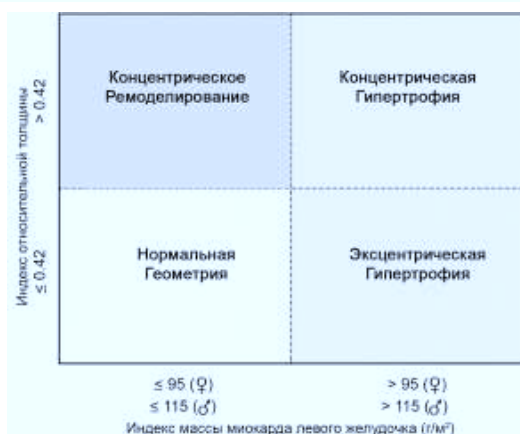 Индекс относительной толщины
> 0.42
≤ 0.42
Концентрическое
Ремоделирование
Концентрическая
Гипертрофия
Нормальная
Геометрия
Эксцентрическая
Гипертрофия
≤ 95 (♀)
≤ 115 (♂)
> 95 (♀)
> 115 (♂)
Индекс массы миокарда левого желудочка (г/м²)